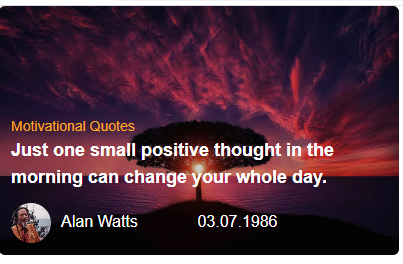 Motivational Quotes
Just one small positive thought in the
morning can change your whole day.
Alan Watts 03.07.1986